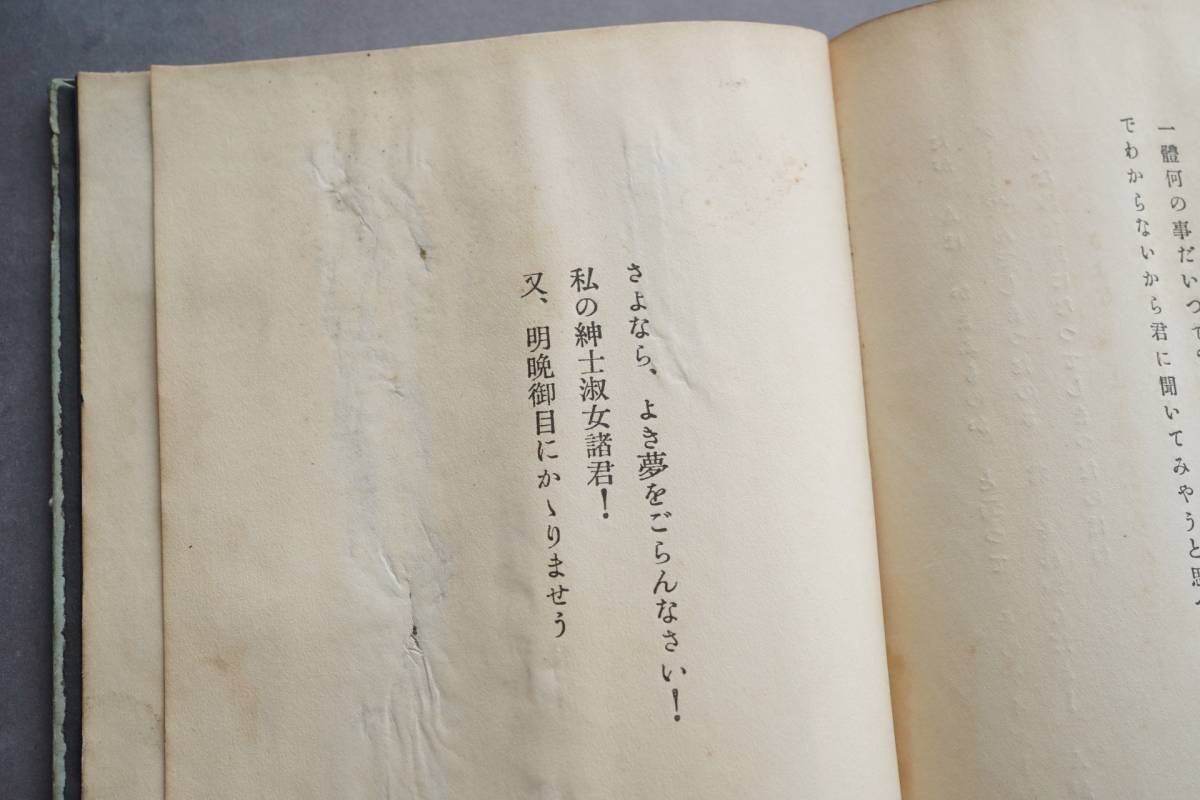 一體何の事だいつて
でわからないから君に聞いてみやうと思
さよなら、よき夢をごらんなさい！
私の紳士淑女諸君！
又、明晩御目にかゝりませう